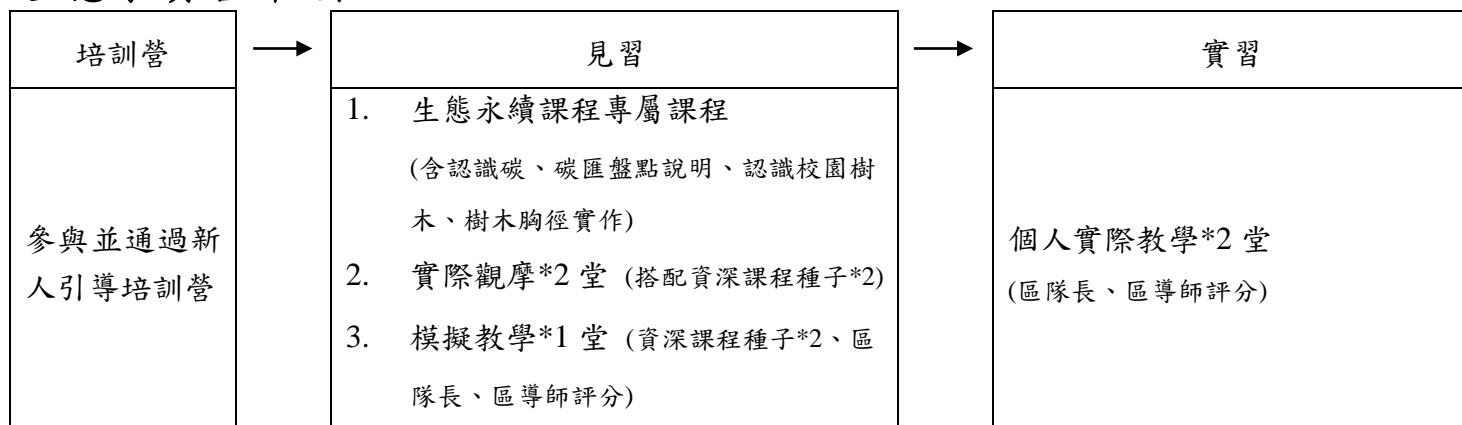 培訓營
見習
實習
參與並通過新
人引導培訓營
1. 生態永續課程專屬課程
(含認識碳、碳匯盤點說明、認識校園樹
木、樹木胸徑實作)
2. 實際觀摩*2 堂 (搭配資深課程種子*2)
3. 模擬教學*1 堂 (資深課程種子*2、區
隊長、區導師評分)
個人實際教學*2 堂
(區隊長、區導師評分)